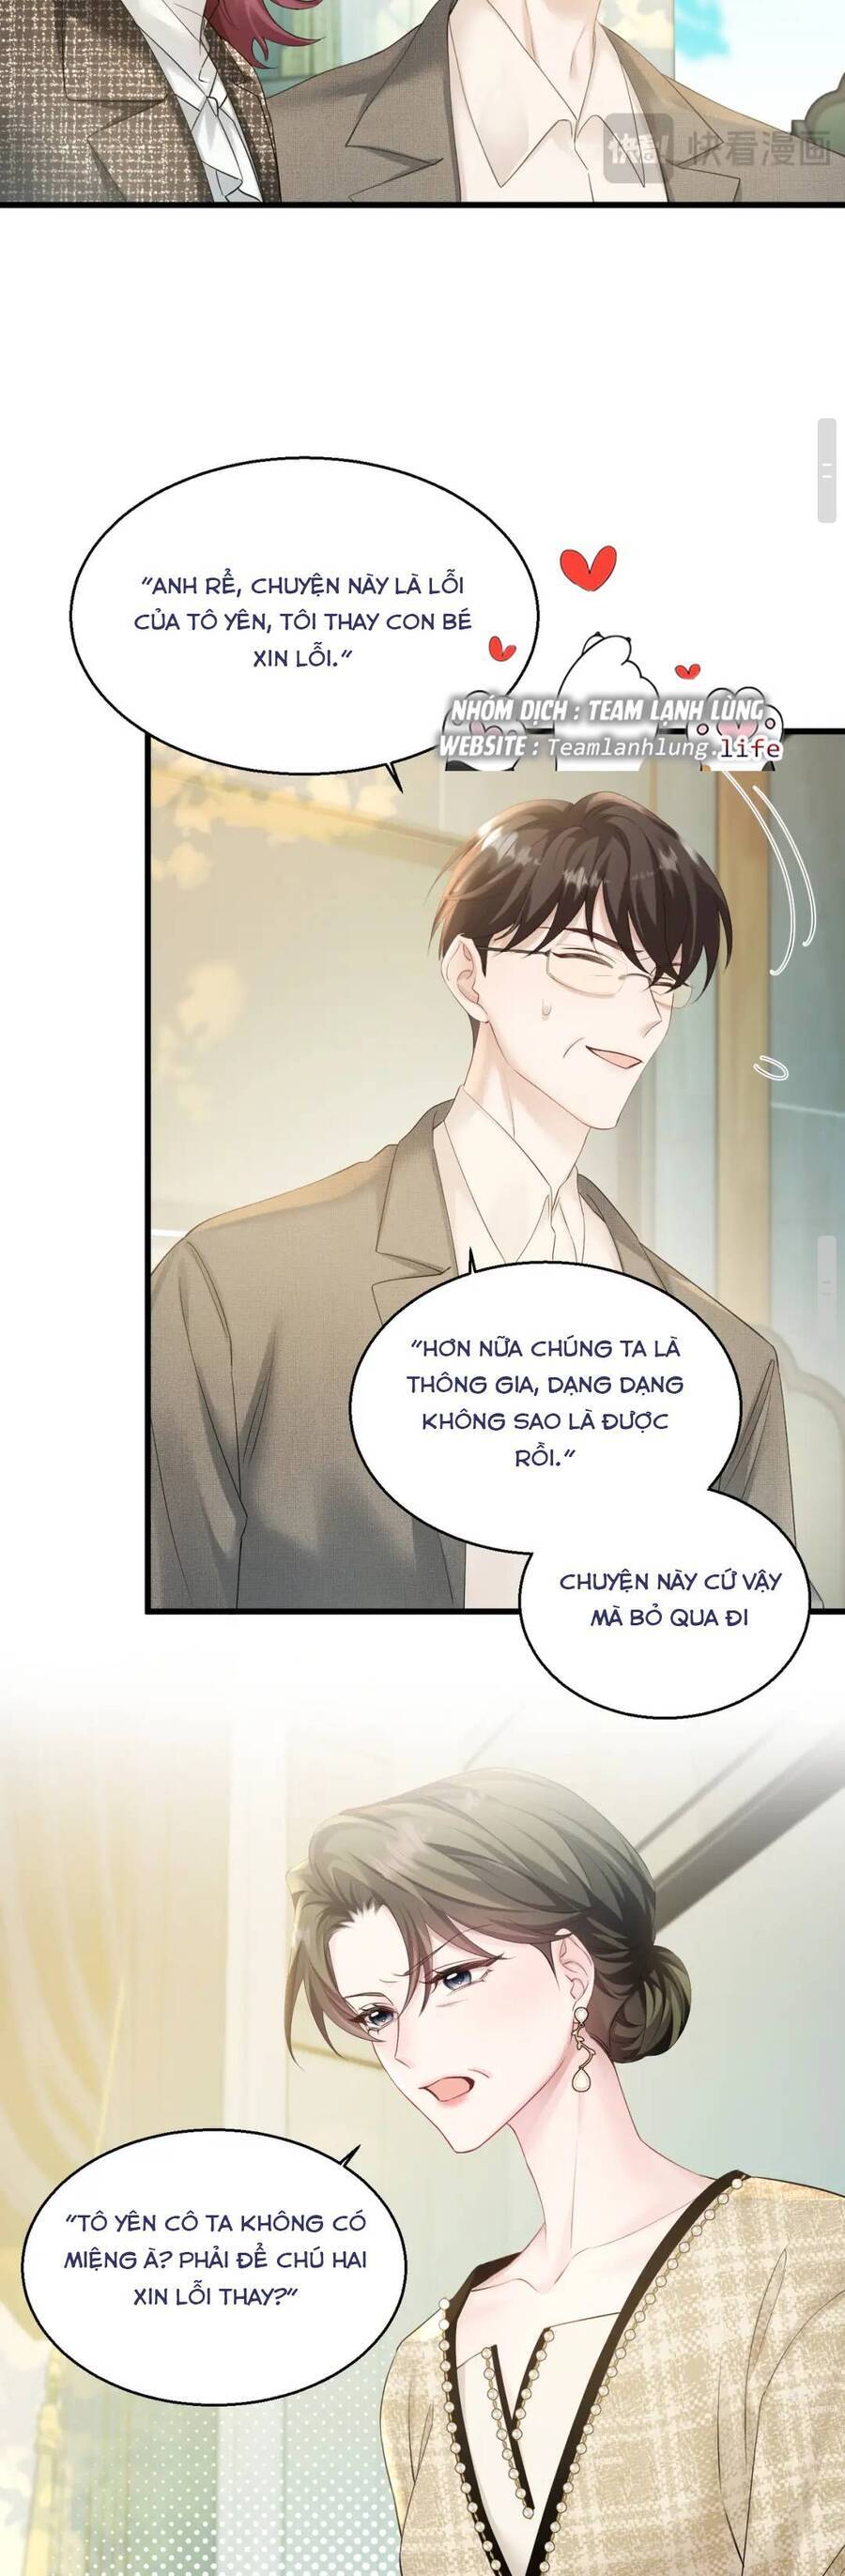 快看 快看漫画
"ANH RỂ, CHUYỆN NÀY LÀ LỖI
CỦA TÔ YÊN, TÔI THAY CON BÉ
XIN LỖI."
NHÓM DỊCH : TEAM LẠNH LÙNG
WEBSITE : Teamlanhlung.life
"HƠN NỮA CHÚNG TA LÀ
THÔNG GIA, DẠNG DẠNG
KHÔNG SAO LÀ ĐƯỢC
RỒI."
CHUYỆN NÀY CỨ VẬY
MÀ BỎ QUA ĐI
"TÔ YÊN CÔ TA KHÔNG CÓ
MIỆNG À? PHẢI ĐỂ CHÚ HAI
XIN LỖI THAY?"